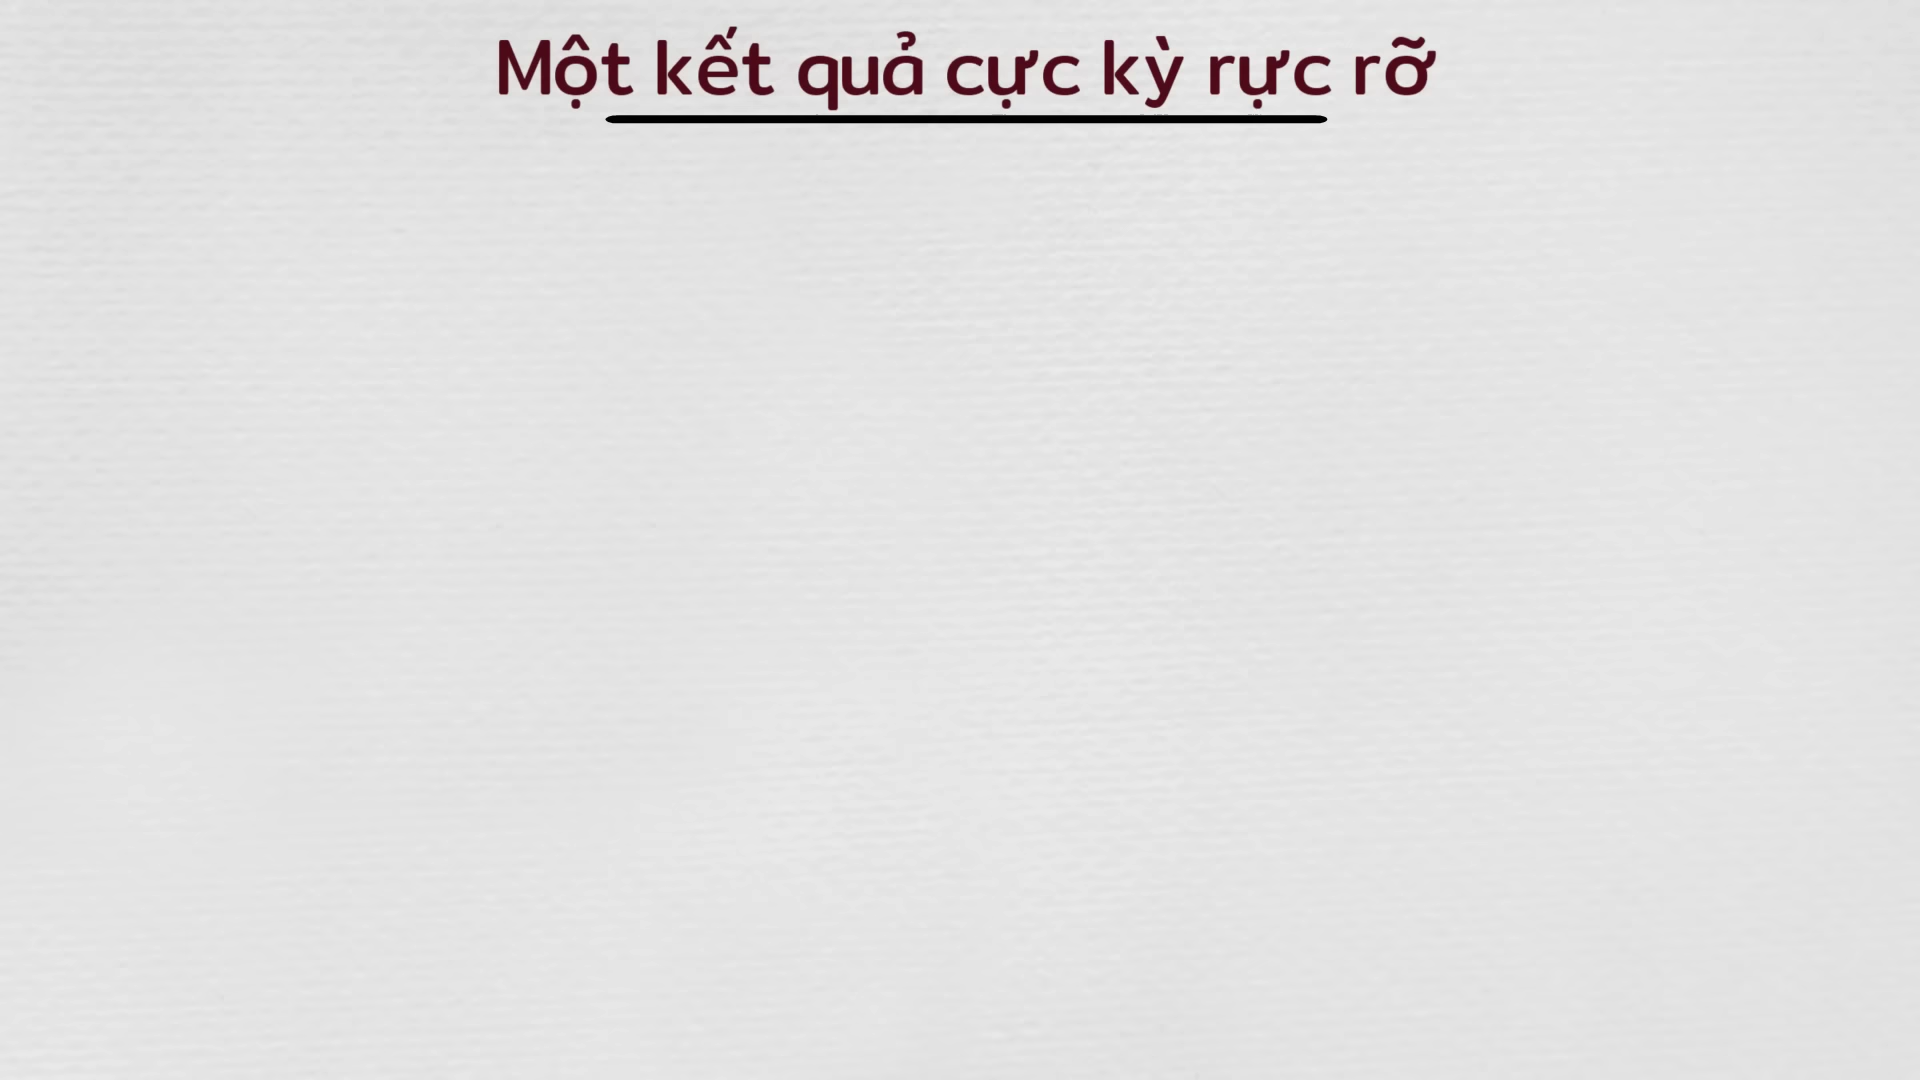 Một kết quả cực kỳ rực rỡ